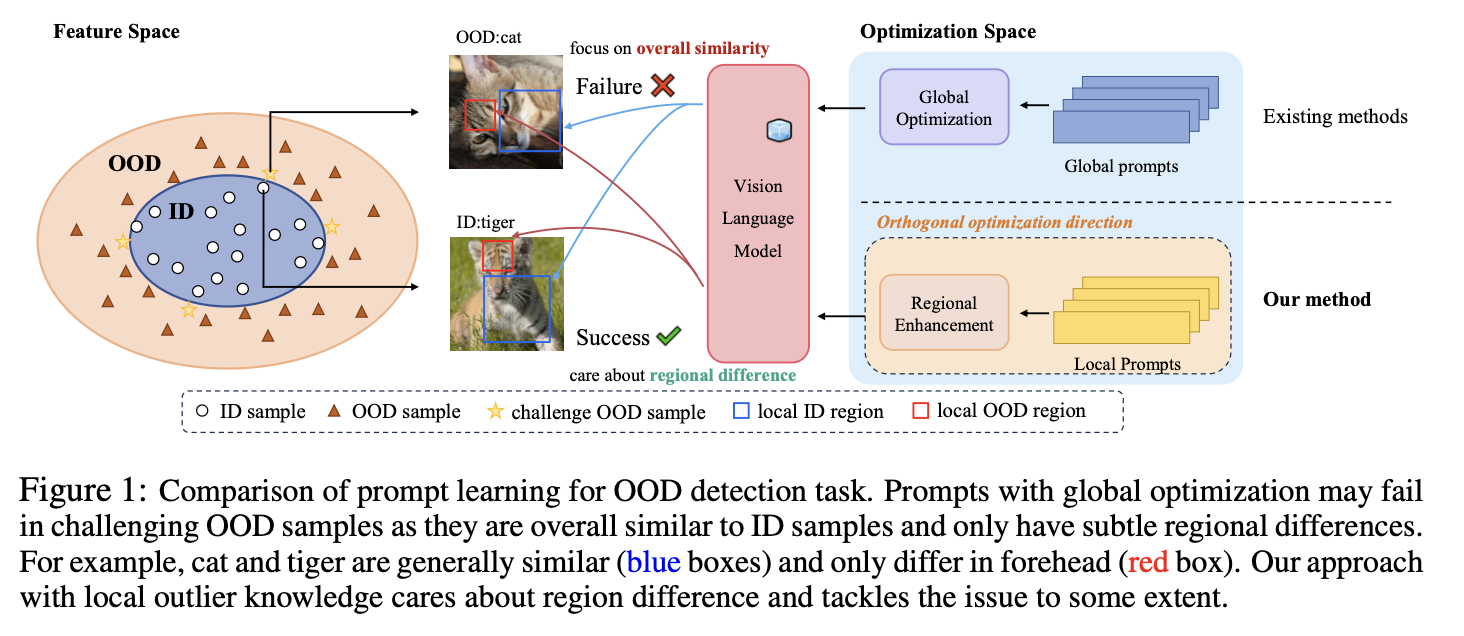 Feature Space
OOD
ID
OOD:cat
focus on overall similarity
Failure
ID:tiger
Success
care about regional difference
Vision
Language
Model
Optimization Space
Global
Optimization
Global prompts
Existing methods
Orthogonal optimization direction
Regional
Enhancement
Local Prompts
Our method
ID sample
OOD sample
challenge OOD sample
local ID region
local OOD region
Figure 1: Comparison of prompt learning for OOD detection task. Prompts with global optimization may fail
in challenging OOD samples as they are overall similar to ID samples and only have subtle regional differences.
For example, cat and tiger are generally similar (blue boxes) and only differ in forehead (red box). Our approach
with local outlier knowledge cares about region difference and tackles the issue to some extent.